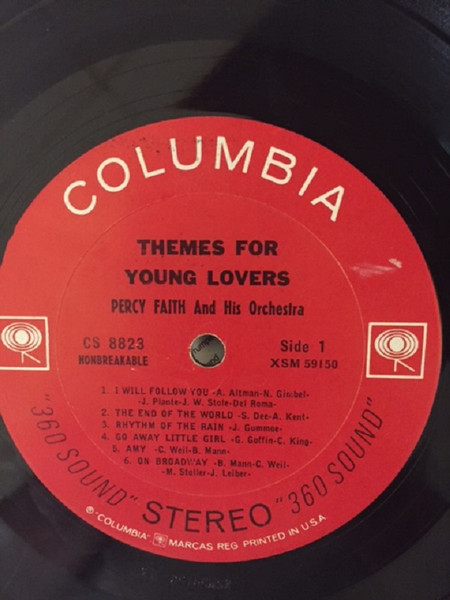 COLUMBIA
THEMES FOR
YOUNG LOVERS
PERCY FAITH And His Orchestra
CS 8823
NONBREAKABLE
Side 1
XSM 59150
1. I WILL FOLLOW YOU -A. Altman-N. Gimbel-
-J. Plante-J. W. Stole-Del Roma-
2. THE END OF THE WORLD -S. Dee-A. Kent-
3. RHYTHM OF THE RAIN -J. Gummoe-
4. GO AWAY LITTLE GIRL -G. Goffin-C. King-
5. AMY -C. Weil-B. Mann-
6. ON BROADWAY -B. Mann-C. Weil-
-M. Stoller-J. Leiber-
"360 SOUND" STEREO "360 SOUND"
℗ "COLUMBIA" MARCAS REG. PRINTED IN U.S.A.